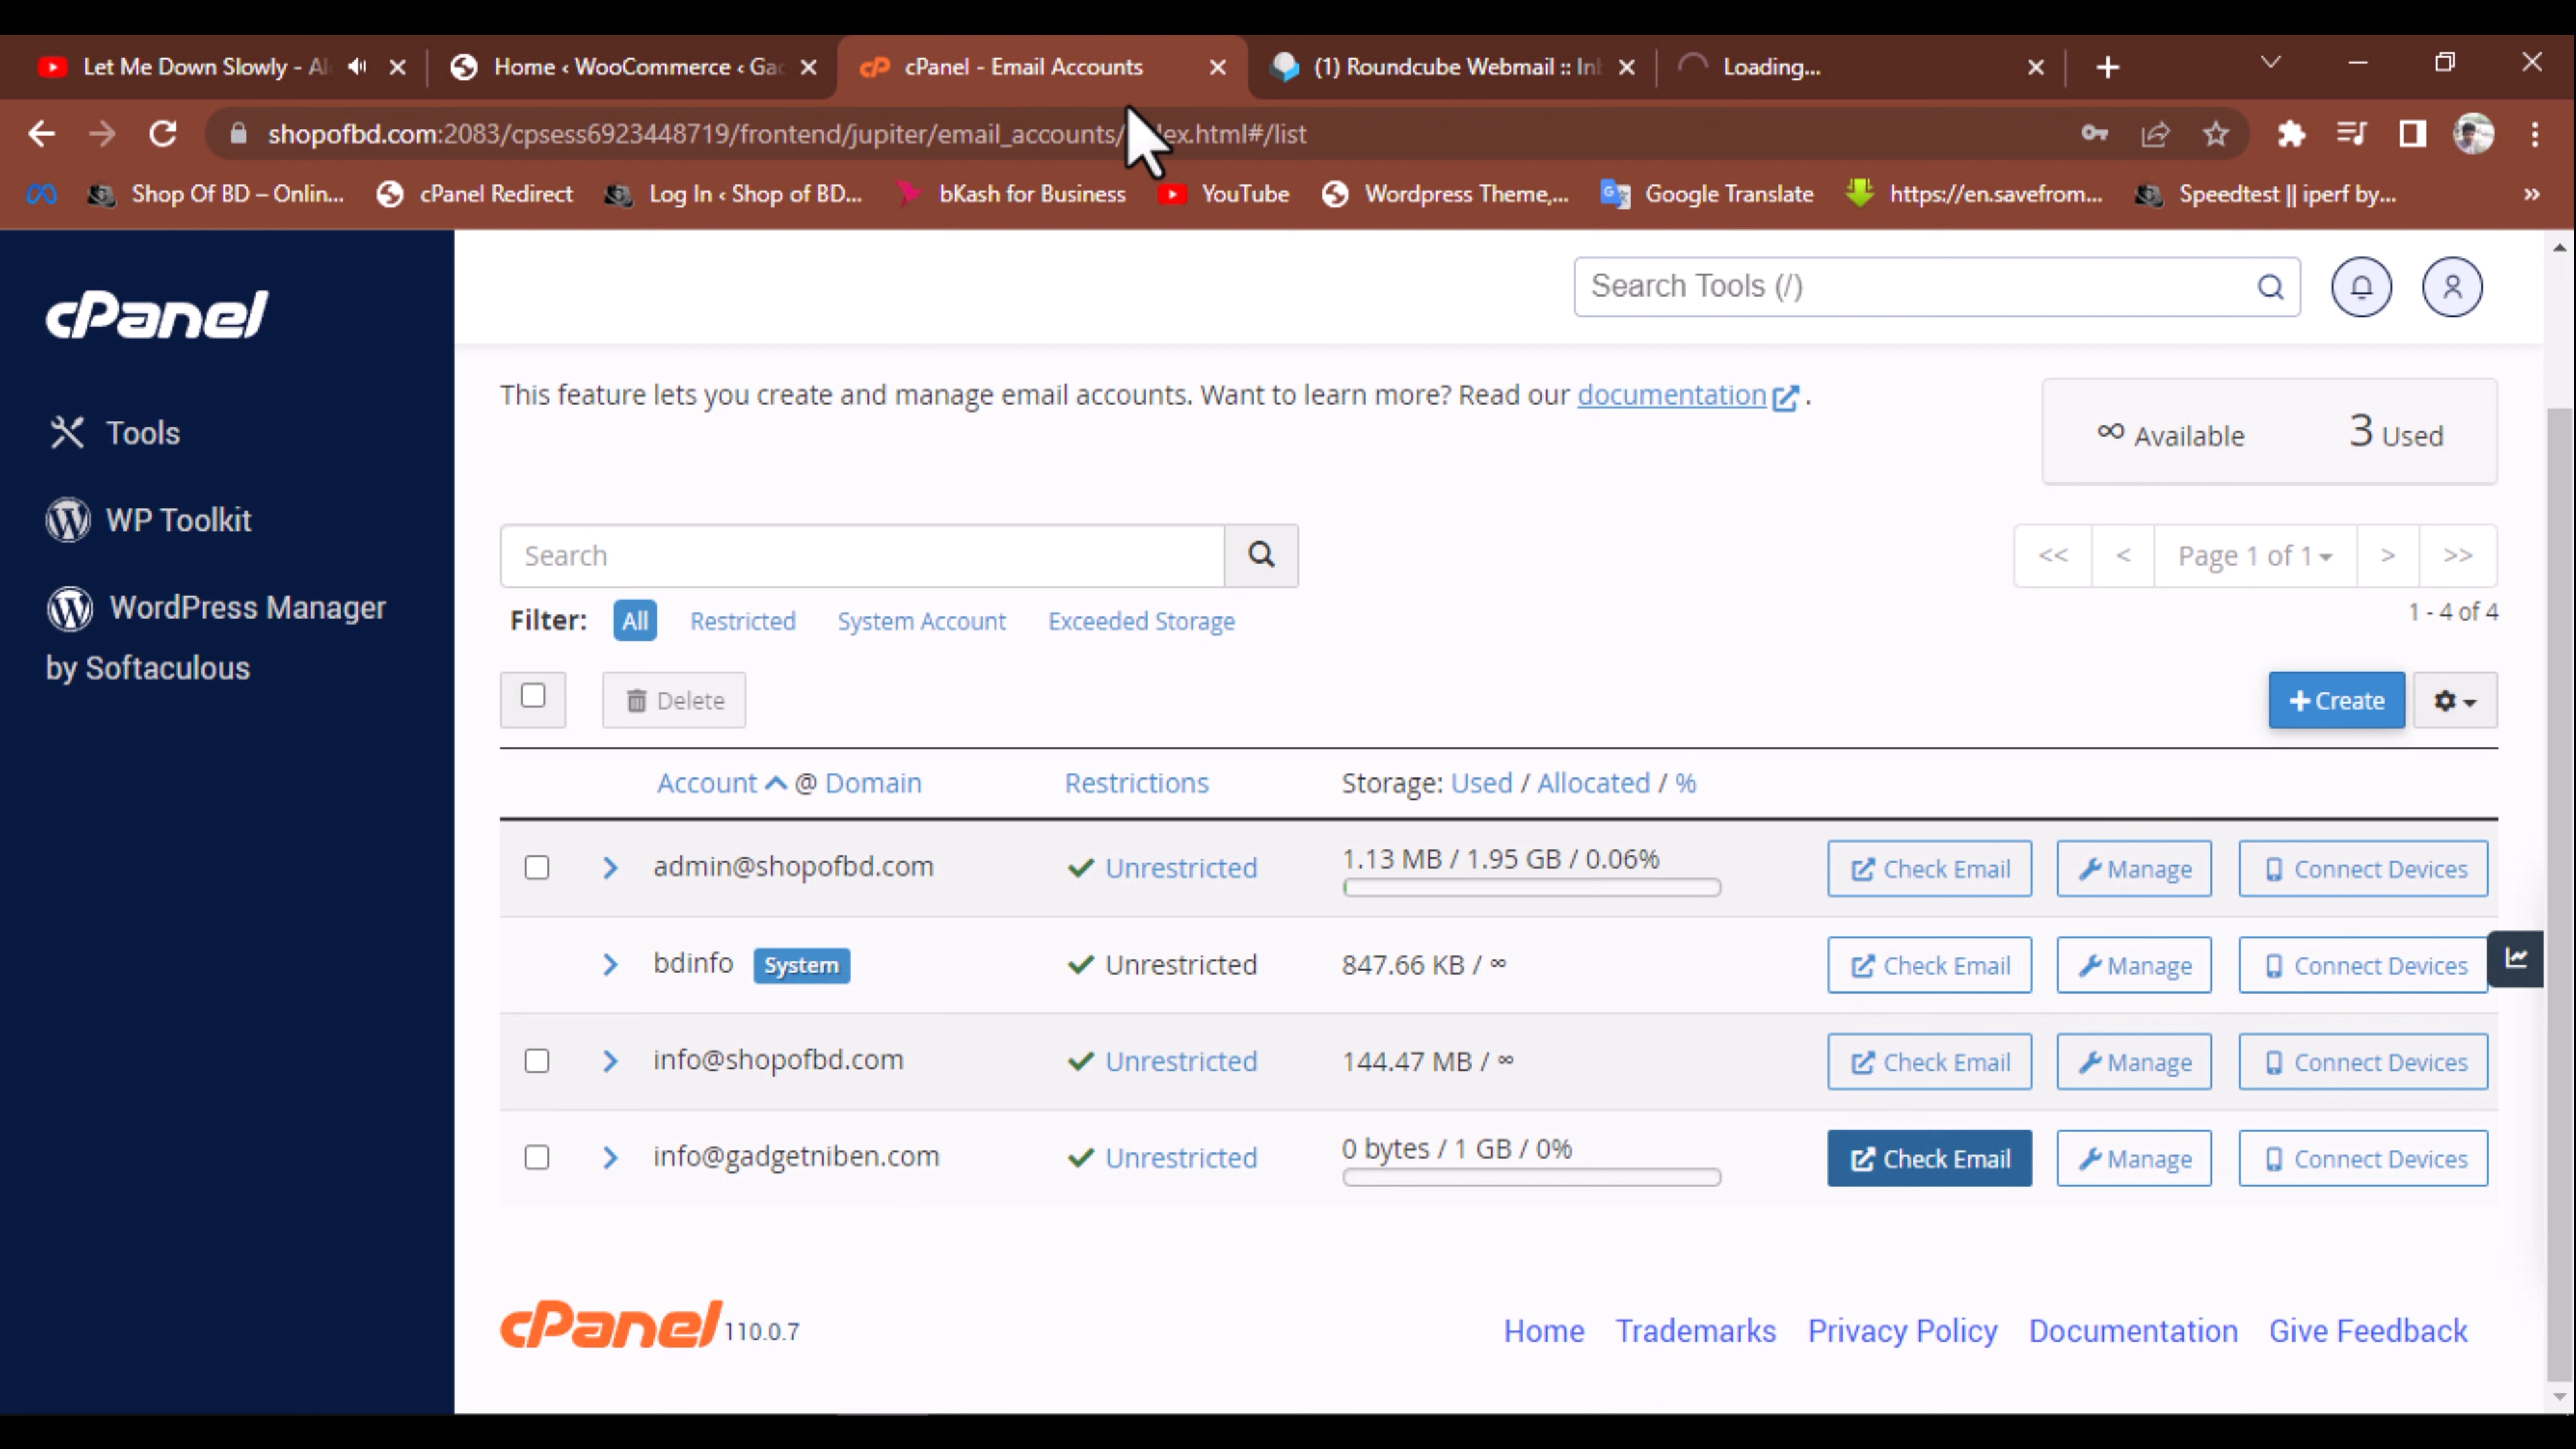 Let Me Down Slowly - Al
Home ‹ WooCommerce ‹ Gac
cPanel - Email Accounts
(1) Roundcube Webmail :: Inb
Loading...
shopofbd.com:2083/cpsess6923448719/frontend/jupiter/email_accounts/ ex.html#/list
Shop Of BD – Onlin...
cPanel Redirect
Log In ‹ Shop of BD...
bKash for Business
YouTube
Wordpress Theme,...
Google Translate
https://en.savefrom...
Speedtest || iperf by...
»
cPanel
Search Tools (/)
Tools
WP Toolkit
WordPress Manager
by Softaculous
This feature lets you create and manage email accounts. Want to learn more? Read our documentation .
∞ Available 3 Used
Search
<< < Page 1 of 1 > >>
Filter: All Restricted System Account Exceeded Storage
1 - 4 of 4
Delete
+ Create
Account @ Domain Restrictions Storage: Used / Allocated / %
admin@shopofbd.com Unrestricted 1.13 MB / 1.95 GB / 0.06% Check Email Manage Connect Devices
bdinfo System Unrestricted 847.66 KB / ∞ Check Email Manage Connect Devices
info@shopofbd.com Unrestricted 144.47 MB / ∞ Check Email Manage Connect Devices
info@gadgetniben.com Unrestricted 0 bytes / 1 GB / 0% Check Email Manage Connect Devices
cPanel 110.0.7
Home Trademarks Privacy Policy Documentation Give Feedback